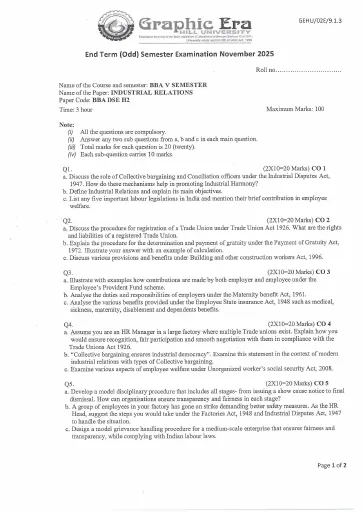 GEHU/02E/9.1.3
Graphic Era
HILL UNIVERSITY
End Term (Odd) Semester Examination November 2025
Roll no..............................
Name of the Course and semester: BBA V SEMESTER
Name of the Paper: INDUSTRIAL RELATIONS
Paper Code: BBA DSE H2
Time: 3 hour Maximum Marks: 100
Note:
(i) All the questions are compulsory.
(ii) Answer any two sub questions from a, b and c in each main question.
(iii) Total marks for each question is 20 (twenty).
(iv) Each sub-question carries 10 marks.
Q1. (2X10=20 Marks) CO 1
a. Discuss the role of Collective bargaining and Conciliation officers under the Industrial Disputes Act,
1947. How do these mechanisms help in promoting Industrial Harmony?
b. Define Industrial Relations and explain its main objectives.
c. List any five important labour legislations in India and mention their brief contribution in employee
welfare.
Q2. (2X10=20 Marks) CO 2
a. Discuss the procedure for registration of a Trade Union under Trade Union Act 1926. What are the rights
and liabilities of a registered Trade Union.
b. Explain the procedure for the determination and payment of gratuity under the Payment of Gratuity Act,
1972. Illustrate your answer with an example of calculation.
c. Discuss various provisions and benefits under Building and other construction workers Act, 1996.
Q3. (2X10=20 Marks) CO 3
a. Illustrate with examples how contributions are made by both employer and employee under the
Employee's Provident Fund scheme.
b. Analyse the duties and responsibilities of employers under the Maternity benefit Act, 1961.
c. Analyse the various benefits provided under the Employee State insurance Act, 1948 such as medical,
sickness, maternity, disablement and dependents benefits.
Q4. (2X10=20 Marks) CO 4
a. Assume you are an HR Manager in a large factory where multiple Trade unions exist. Explain how you
would ensure recognition, fair participation and smooth negotiation with them in compliance with the
Trade Unions Act 1926.
b. "Collective bargaining ensures industrial democracy". Examine this statement in the context of modern
industrial relations with types of Collective bargaining.
c. Examine various aspects of employee welfare under Unorganized worker's social security Act, 2008.
Q5. (2X10=20 Marks) CO 5
a. Develop a model disciplinary procedure that includes all stages- from issuing a show cause notice to final
dismissal. How can organisations ensure transparency and fairness in each stage?
b. A group of employees in your factory has gone on strike demanding better safety measures. As the HR
Head, suggest the steps you would take under the Factories Act, 1948 and Industrial Disputes Act, 1947
to handle the situation.
c. Design a model grievance handling procedure for a medium-scale enterprise that ensures fairness and
transparency, while complying with Indian labour laws.
Page 1 of 2